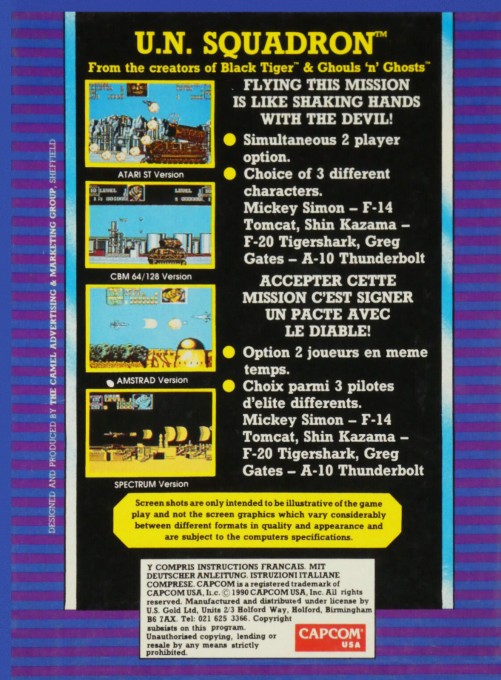 U.N. SQUADRON™
From the creators of Black Tiger™ & Ghouls 'n' Ghosts™
FLYING THIS MISSION
IS LIKE SHAKING HANDS
WITH THE DEVIL!
Simultaneous 2 player
option.
Choice of 3 different
characters.
Mickey Simon – F-14
Tomcat, Shin Kazama –
F-20 Tigershark, Greg
Gates – A-10 Thunderbolt
ACCEPTER CETTE
MISSION C'EST SIGNER
UN PACTE AVEC
LE DIABLE!
Option 2 joueurs en meme
temps.
Choix parmi 3 pilotes
d'elite differents.
Mickey Simon – F-14
Tomcat, Shin Kazama –
F-20 Tigershark, Greg
Gates – A-10 Thunderbolt
ATARI ST Version
LEVEL
LEVEL
CBM 64/128 Version
AMSTRAD Version
SPECTRUM Version
Screen shots are only intended to be illustrative of the game
play and not the screen graphics which vary considerably
between different formats in quality and appearance and
are subject to the computers specifications.
Y COMPRIS INSTRUCTIONS FRANCAIS. MIT
DEUTSCHER ANLEITUNG. ISTRUZIONI ITALIANE
COMPRESE. CAPCOM is a registered trademark of
CAPCOM USA, Inc. © 1990 CAPCOM USA, Inc. All rights
reserved. Manufactured and distributed under license by
U.S. Gold Ltd, Units 2/3 Holford Way, Holford, Birmingham
B6 7AX. Tel: 021 625 3366. Copyright
subsists on this program.
Unauthorised copying, lending or
resale by any means strictly
prohibited.
CAPCOM®
USA
DESIGNED AND PRODUCED BY THE CAMEL ADVERTISING & MARKETING GROUP, SHEFFIELD